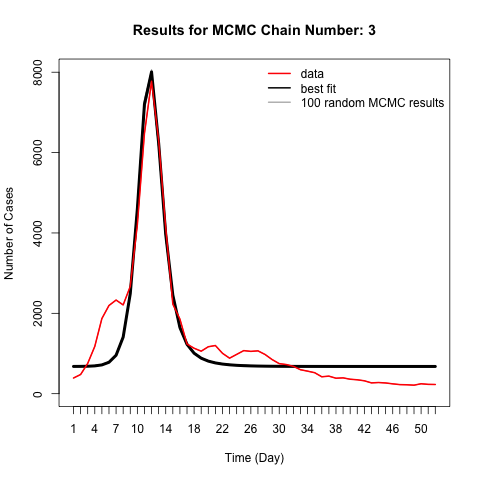 Results for MCMC Chain Number: 3
data
best fit
100 random MCMC results
Number of Cases
8000
6000
4000
2000
0
1 4 7 10 14 18 22 26 30 34 38 42 46 50
Time (Day)